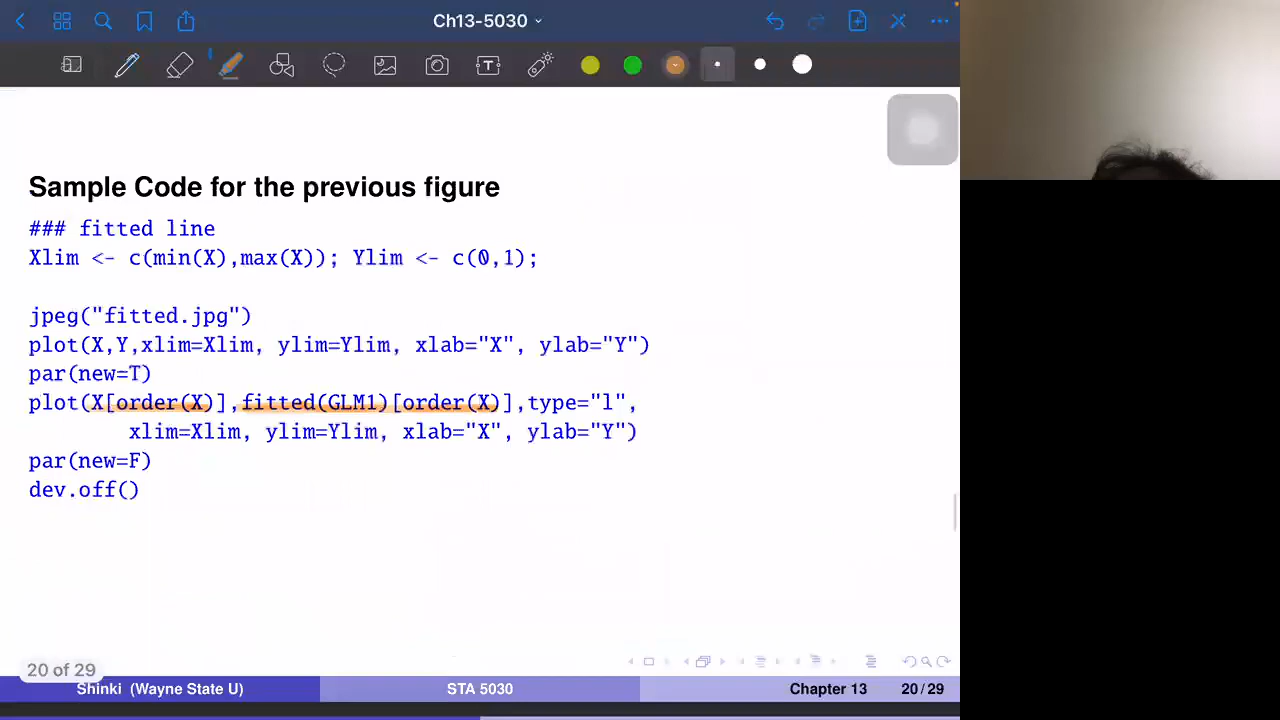 Ch13-5030
T
Sample Code for the previous figure
### fitted line
Xlim <- c(min(X),max(X)); Ylim <- c(0,1);
jpeg("fitted.jpg")
plot(X,Y,xlim=Xlim, ylim=Ylim, xlab="X", ylab="Y")
par(new=T)
plot(X[order(X)],fitted(GLM1)[order(X)],type="l",
xlim=Xlim, ylim=Ylim, xlab="X", ylab="Y")
par(new=F)
dev.off()
20 of 29
Shinki (Wayne State U) STA 5030 Chapter 13 20/29